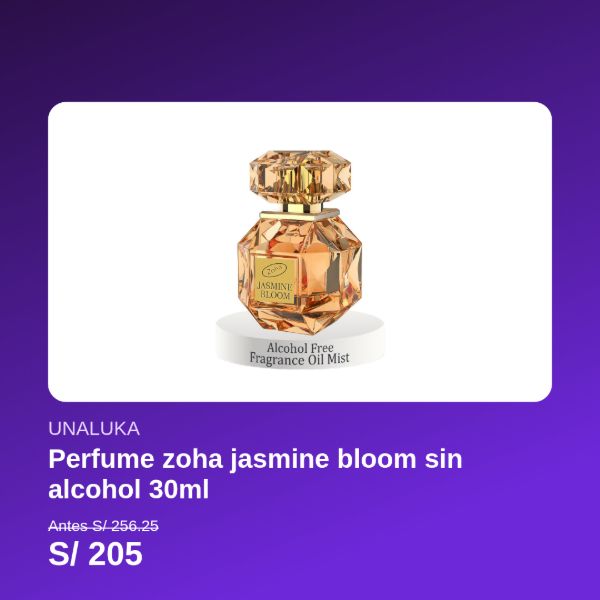 Zoha
JASMINE
BLOOM
Alcohol Free
Fragrance Oil Mist
UNALUKA
Perfume zoha jasmine bloom sin
alcohol 30ml
Antes S/ 256.25
S/ 205